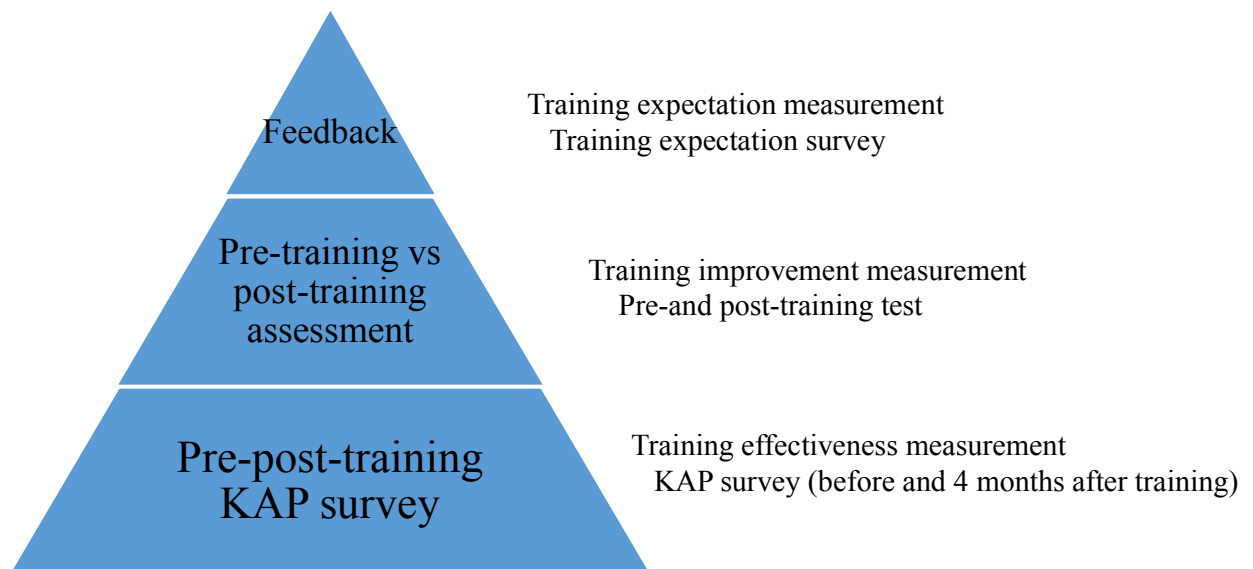 Feedback
Training expectation measurement
Training expectation survey
Pre-training vs
post-training
assessment
Training improvement measurement
Pre-and post-training test
Pre-post-training
KAP survey
Training effectiveness measurement
KAP survey (before and 4 months after training)